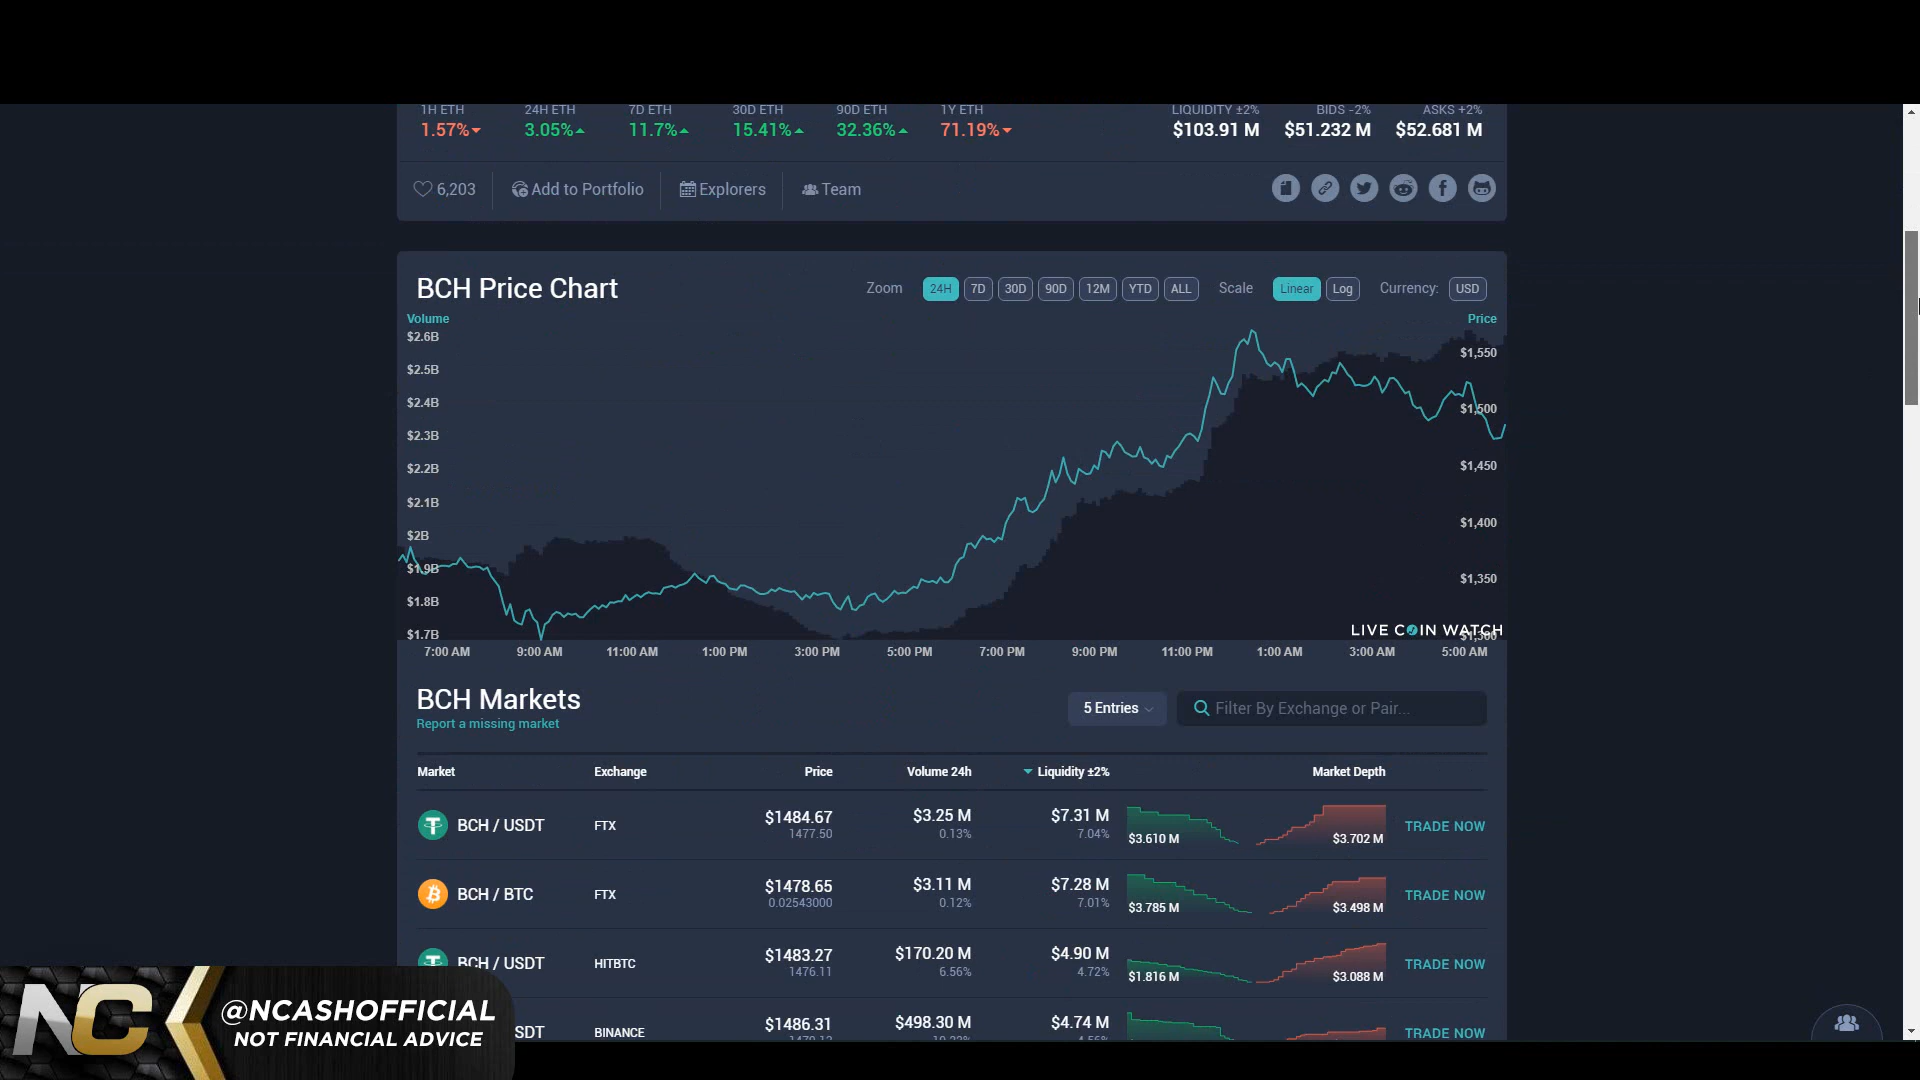 1H ETH 24H ETH 7D ETH 30D ETH 90D ETH 1Y ETH LIQUIDITY ±2% BIDS -2% ASKS +2%
1.57% 3.05% 11.7% 15.41% 32.36% 71.19% $103.91 M $51.232 M $52.681 M
6,203 Add to Portfolio Explorers Team
BCH Price Chart Zoom 24H 7D 30D 90D 12M YTD ALL Scale Linear Log Currency: USD
Volume Price
$2.6B
$1,550
$2.5B
$2.4B $1,500
$2.3B
$2.2B $1,450
$2.1B
$1,400
$2B
$1.9B
$1,350
$1.8B
LIVE COIN WATCH
$1.7B $1,300
7:00 AM 9:00 AM 11:00 AM 1:00 PM 3:00 PM 5:00 PM 7:00 PM 9:00 PM 11:00 PM 1:00 AM 3:00 AM 5:00 AM
BCH Markets 5 Entries Filter By Exchange or Pair...
Report a missing market
Market Exchange Price Volume 24h Liquidity ±2% Market Depth
BCH / USDT FTX $1484.67 $3.25 M $7.31 M TRADE NOW
1477.50 0.13% 7.04% $3.610 M $3.702 M
BCH / BTC FTX $1478.65 $3.11 M $7.28 M TRADE NOW
0.02543000 0.12% 7.01% $3.785 M $3.498 M
BCH / USDT HITBTC $1483.27 $170.20 M $4.90 M TRADE NOW
1476.11 6.56% 4.72% $1.816 M $3.088 M
SDT BINANCE $1486.31 $498.30 M $4.74 M TRADE NOW
NC @NCASHOFFICIAL
NOT FINANCIAL ADVICE